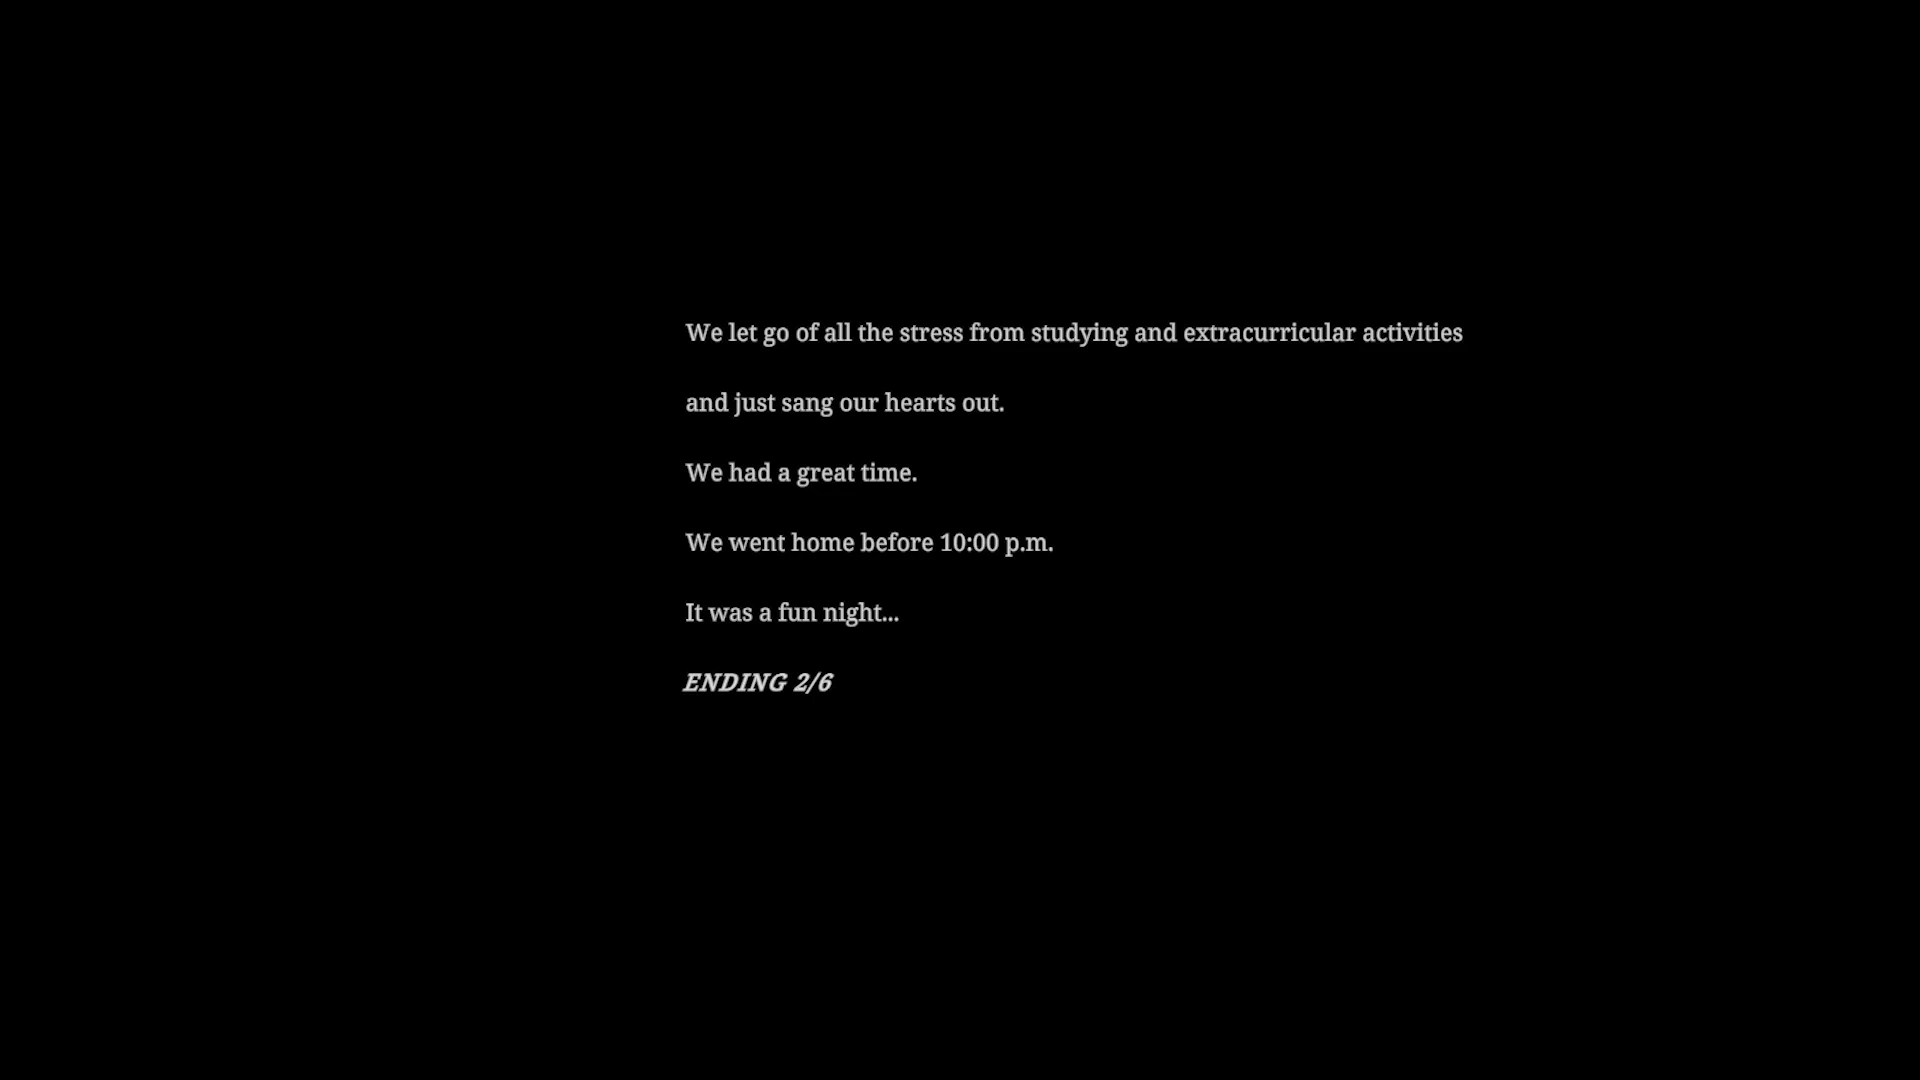 We let go of all the stress from studying and extracurricular activities
and just sang our hearts out.
We had a great time.
We went home before 10:00 p.m.
It was a fun night...
ENDING 2/6